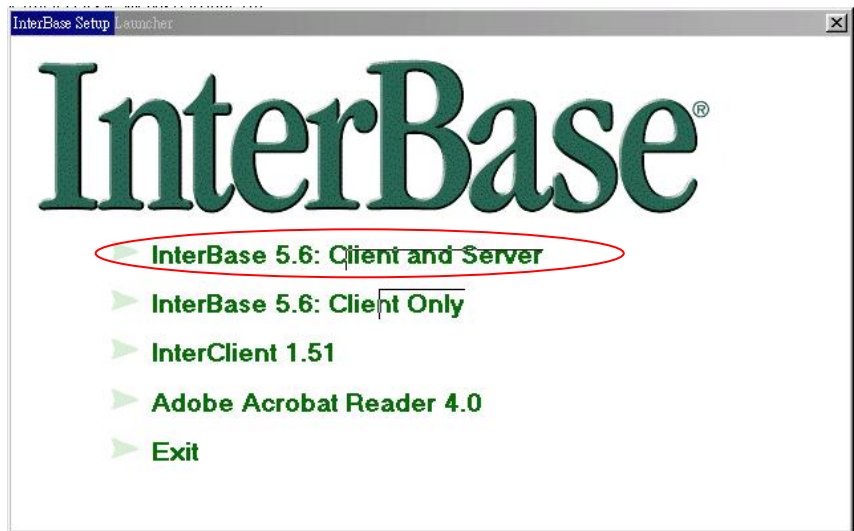 InterBase Setup Launcher
InterBase®
InterBase 5.6: Client and Server
InterBase 5.6: Client Only
InterClient 1.51
Adobe Acrobat Reader 4.0
Exit